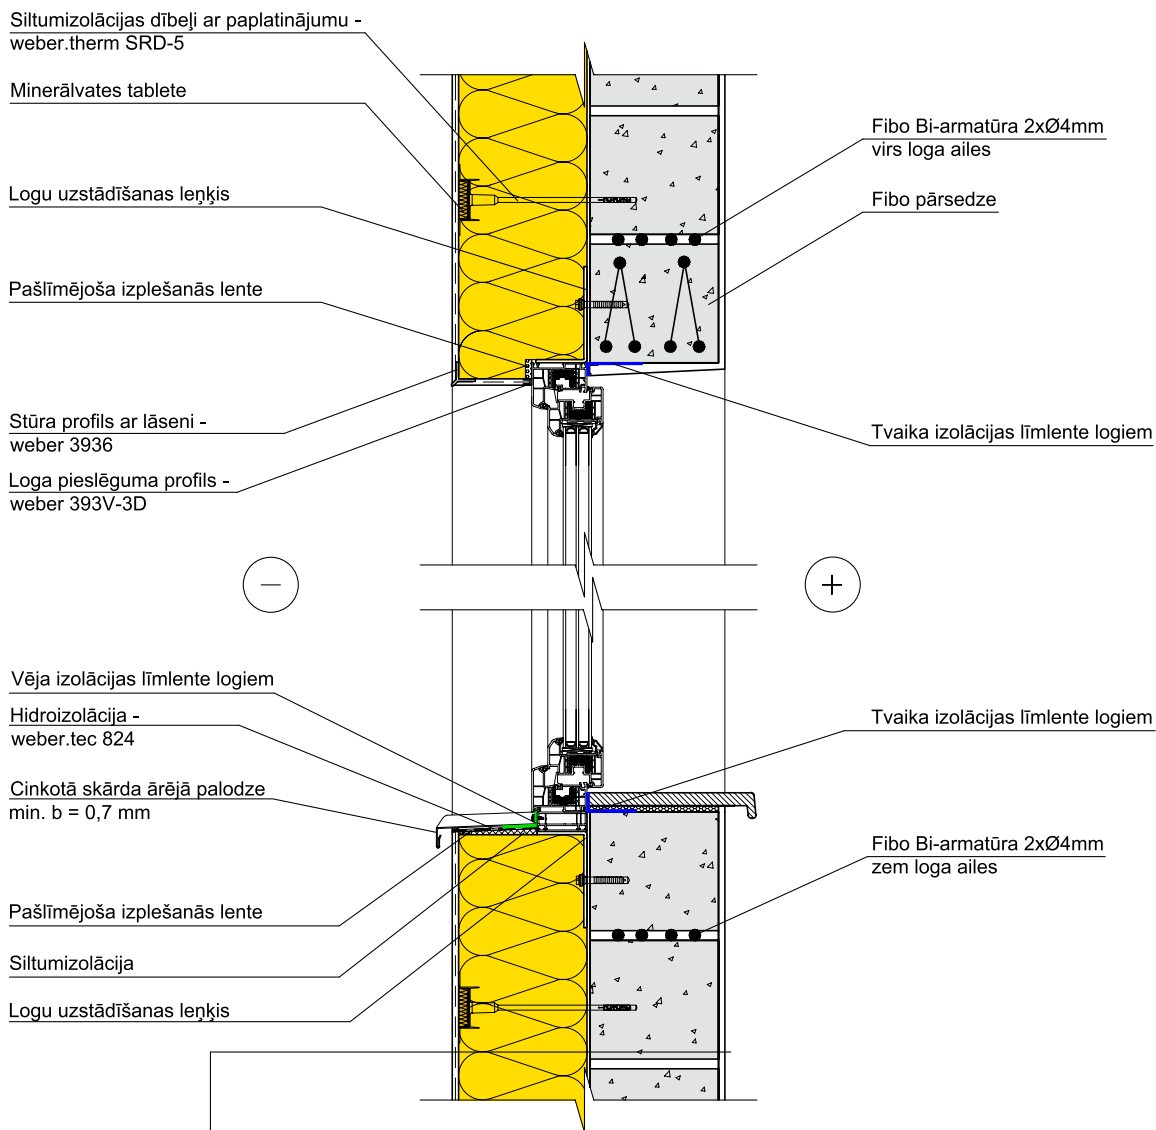 Siltumizolācijas dībeļi ar paplatinājumu -
weber.therm SRD-5
Minerālvates tablete
Logu uzstādīšanas leņķis
Pašlīmējoša izplešanās lente
Stūra profils ar lāseni -
weber 3936
Loga pieslēguma profils -
weber 393V-3D
Fibo Bi-armatūra 2xØ4mm
virs loga ailes
Fibo pārsedze
Tvaika izolācijas līmlente logiem
Vēja izolācijas līmlente logiem
Hidroizolācija -
weber.tec 824
Cinkotā skārda ārējā palodze
min. b = 0,7 mm
Pašlīmējoša izplešanās lente
Siltumizolācija
Logu uzstādīšanas leņķis
Tvaika izolācijas līmlente logiem
Fibo Bi-armatūra 2xØ4mm
zem loga ailes